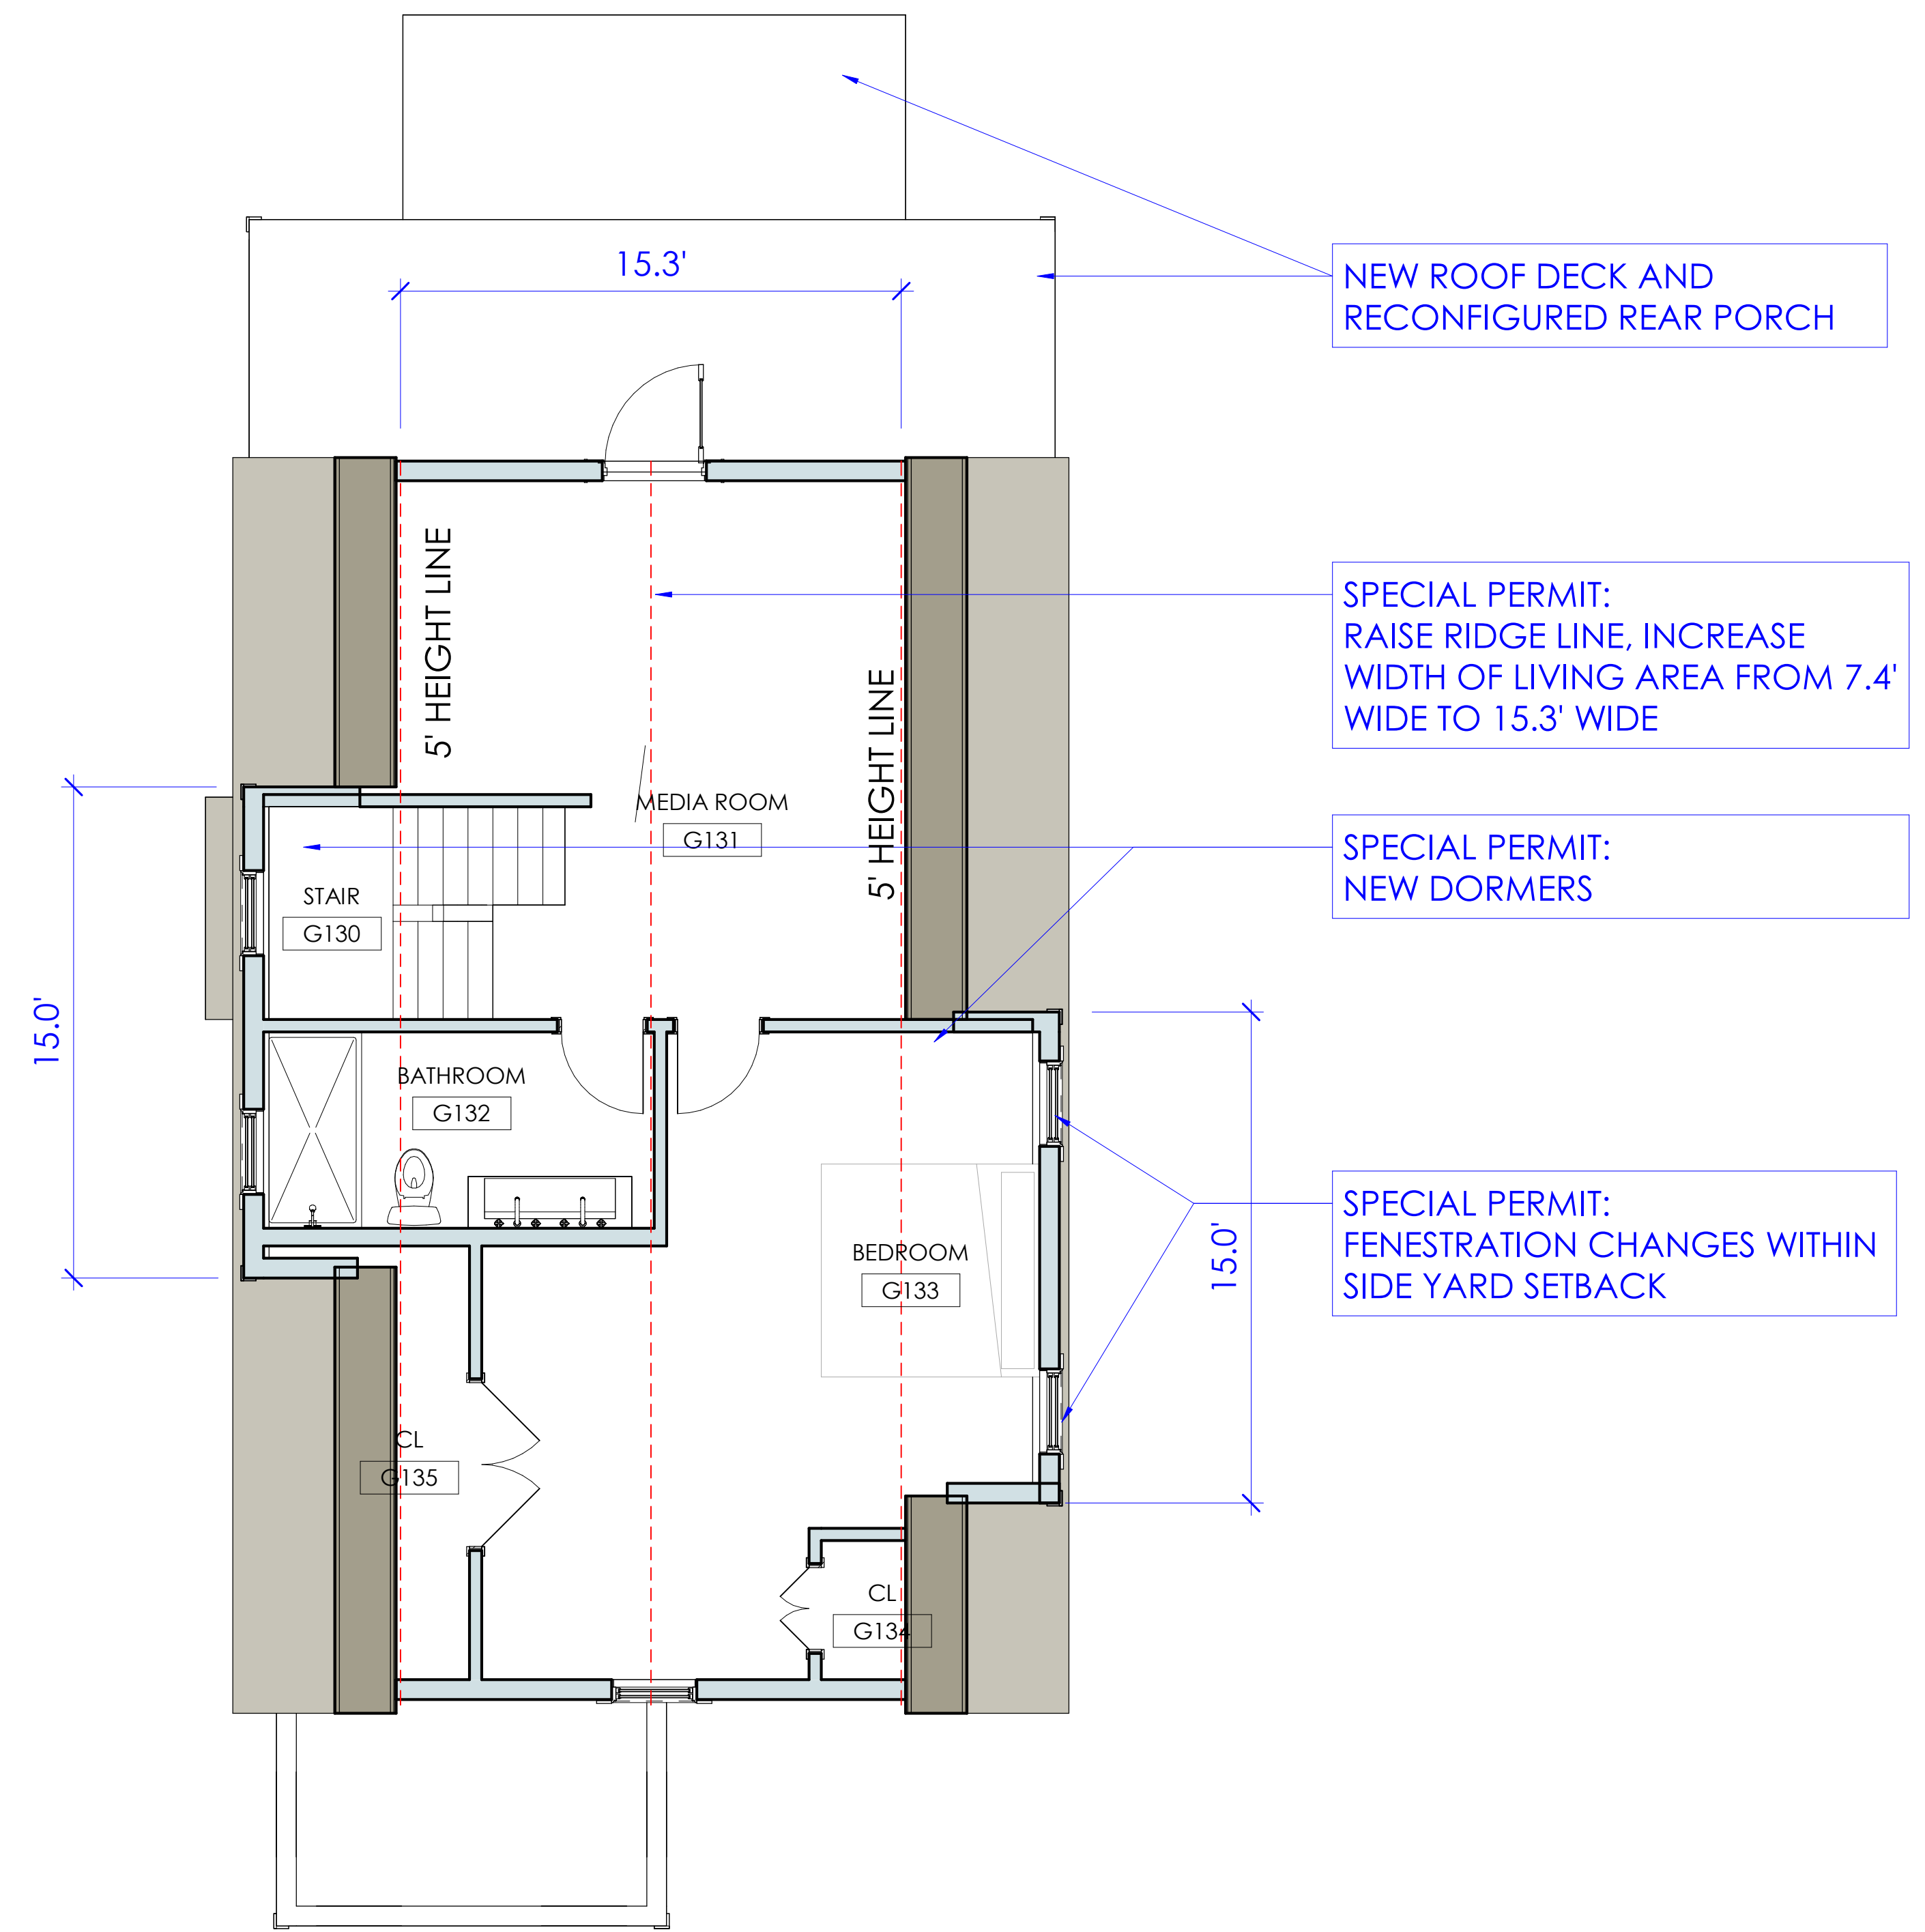 15.3'
NEW ROOF DECK AND
RECONFIGURED REAR PORCH
5' HEIGHT LINE
5' HEIGHT LINE
SPECIAL PERMIT:
RAISE RIDGE LINE, INCREASE
WIDTH OF LIVING AREA FROM 7.4'
WIDE TO 15.3' WIDE
MEDIA ROOM
G131
SPECIAL PERMIT:
NEW DORMERS
STAIR
G130
15.0'
BATHROOM
G132
SPECIAL PERMIT:
FENESTRATION CHANGES WITHIN
SIDE YARD SETBACK
BEDROOM
G133
15.0'
CL
G135
CL
G134